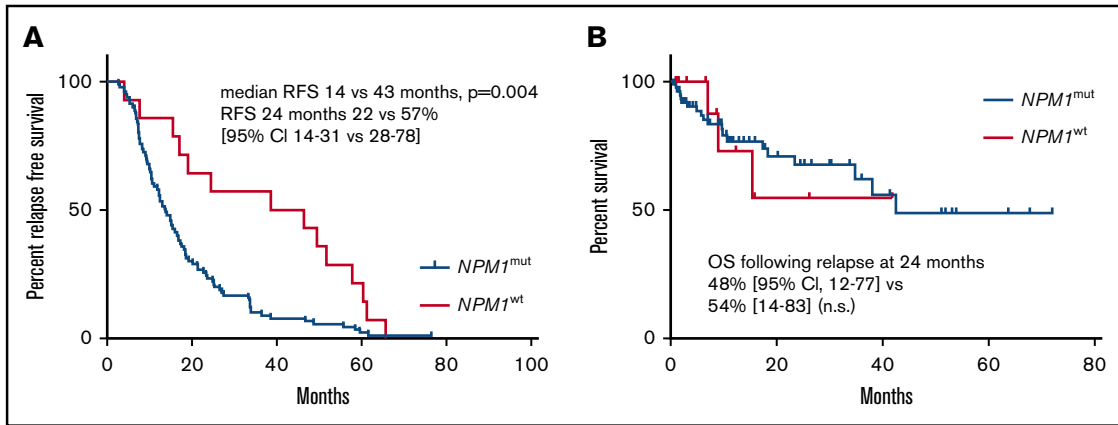 A
Percent relapse free survival
100
50
0
median RFS 14 vs 43 months, p=0.004
RFS 24 months 22 vs 57%
[95% CI 14-31 vs 28-78]
NPM1mut
NPM1wt
0 20 40 60 80 100
Months
B
Percent survival
100
50
0
NPM1mut
NPM1wt
OS following relapse at 24 months
48% [95% CI, 12-77] vs
54% [14-83] (n.s.)
0 20 40 60 80
Months